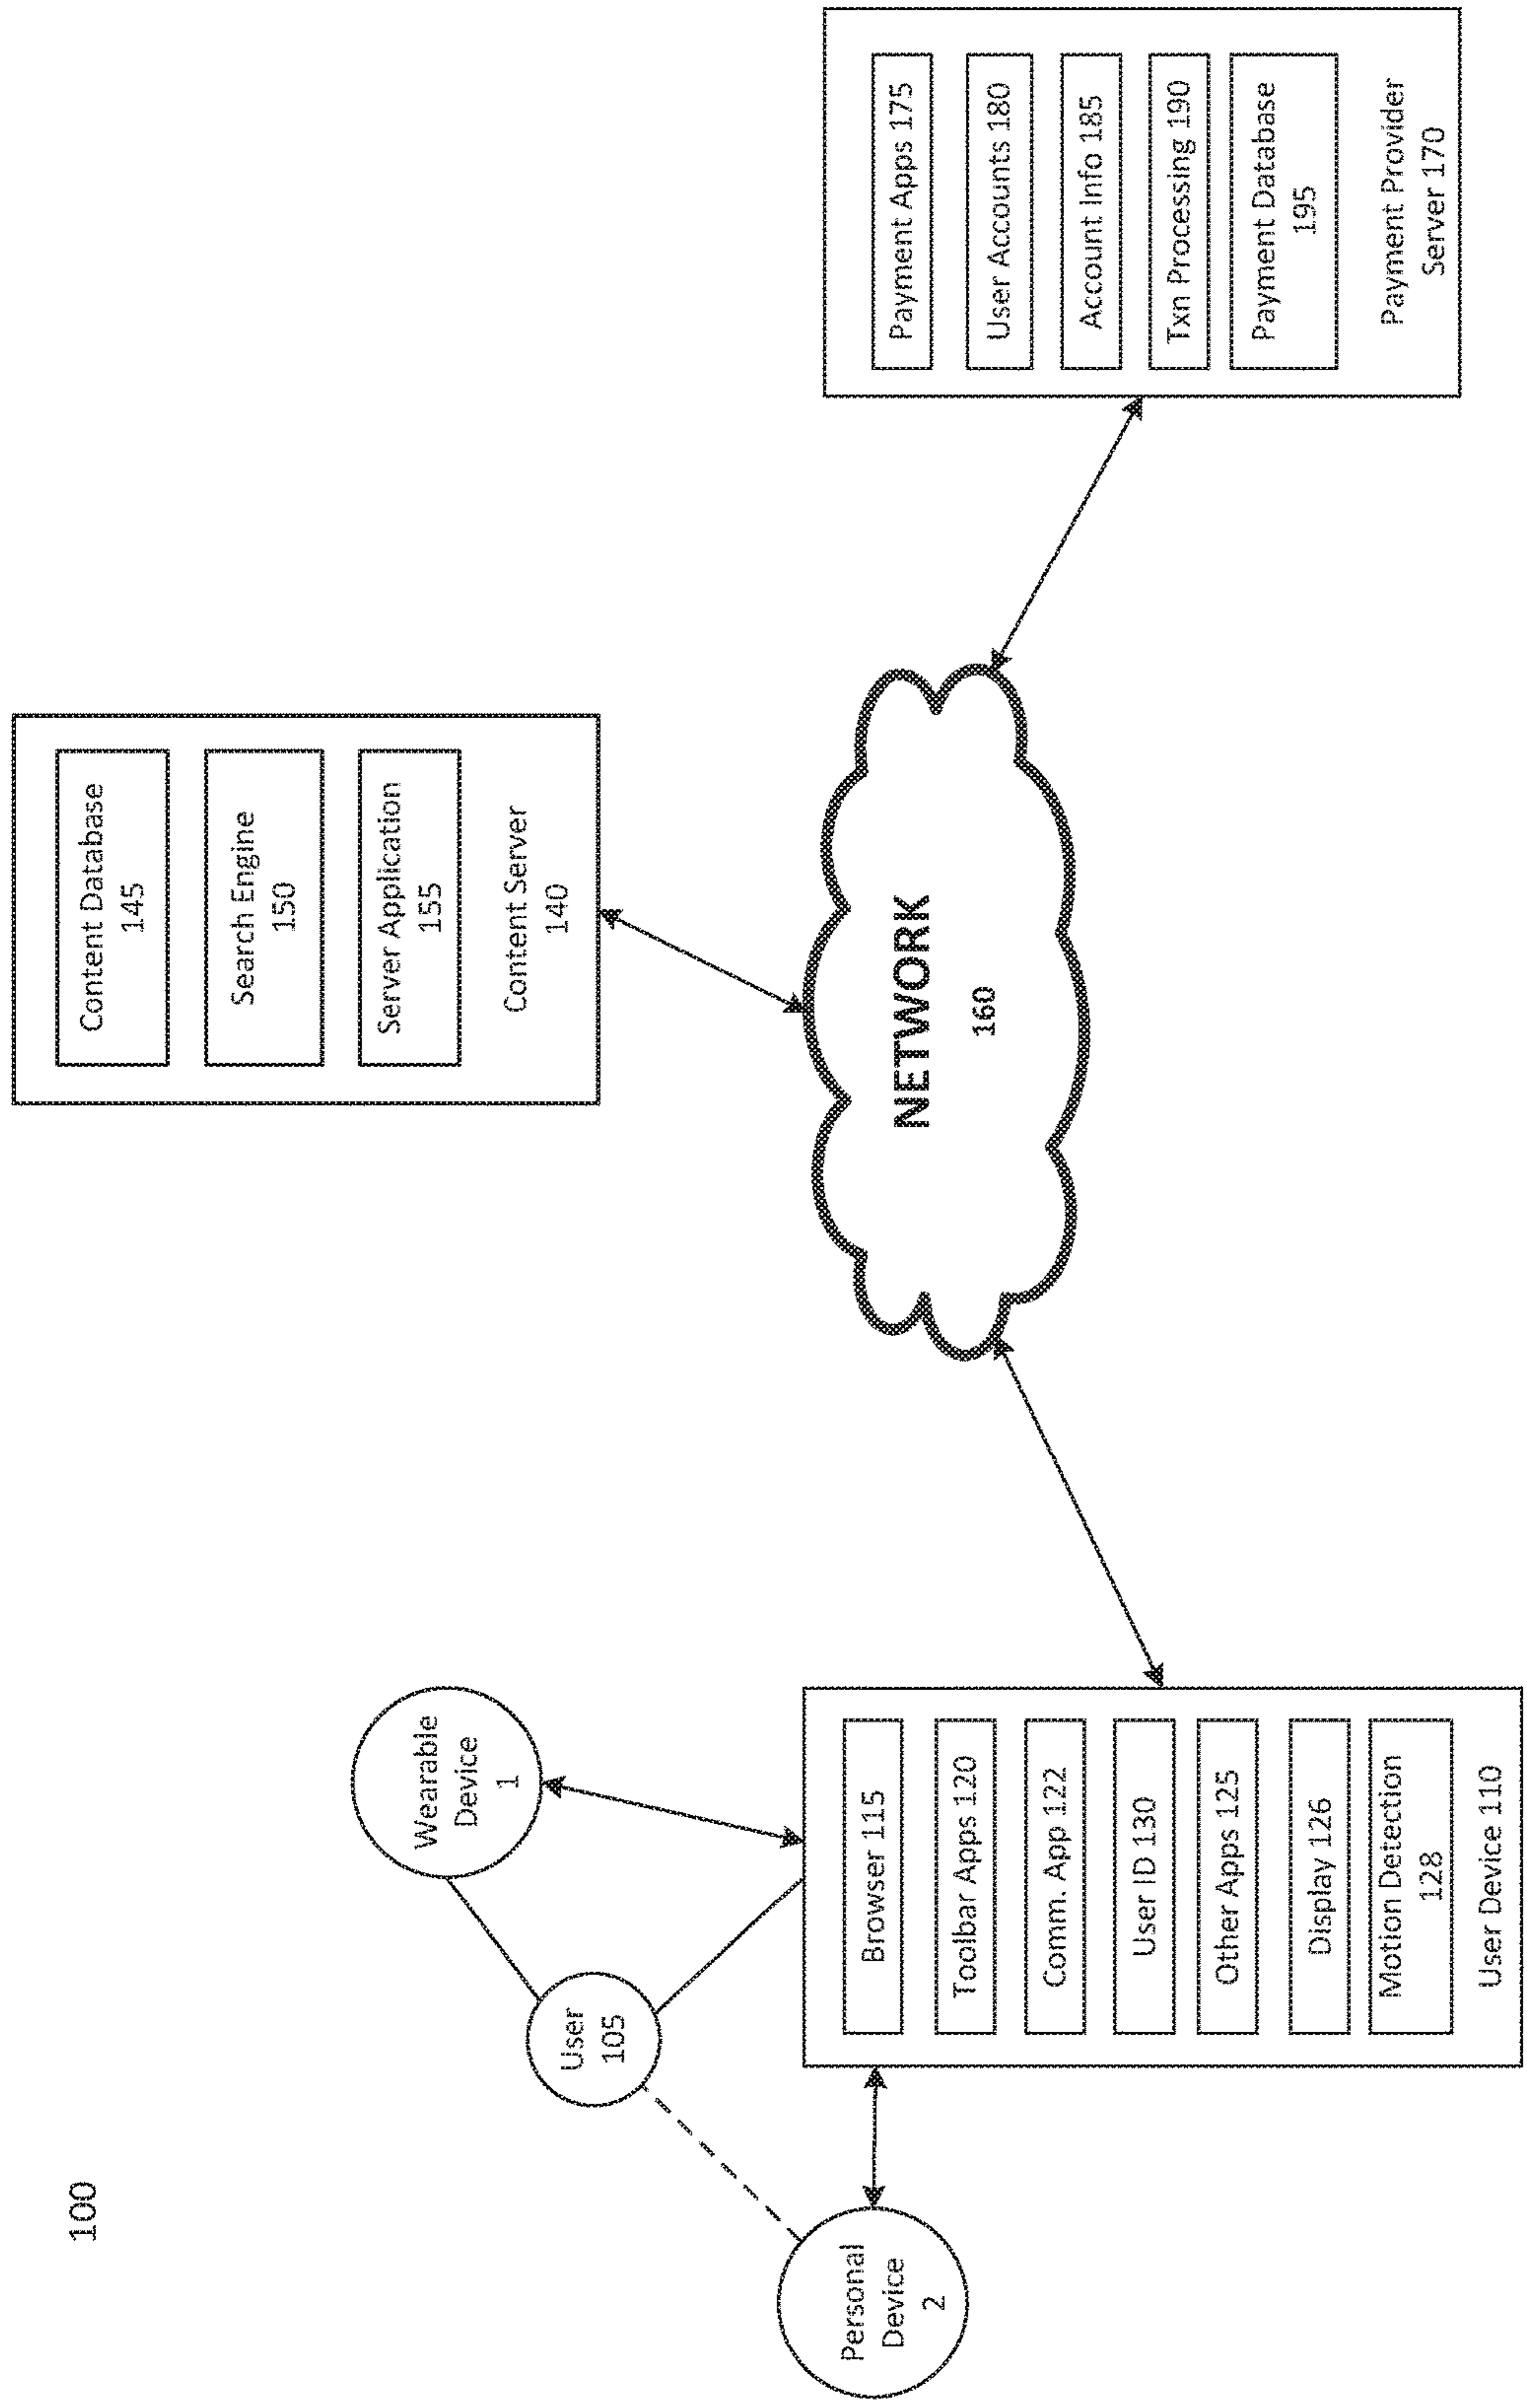 100
Content Database
145
Search Engine
150
Server Application
155
Content Server
140
Wearable
Device
1
User
105
Personal
Device
2
Browser 115
Toolbar Apps 120
Comm. App 122
User ID 130
Other Apps 125
Display 126
Motion Detection
128
User Device 110
NETWORK
160
Payment Apps 175
User Accounts 180
Account Info 185
Txn Processing 190
Payment Database
195
Payment Provider
Server 170